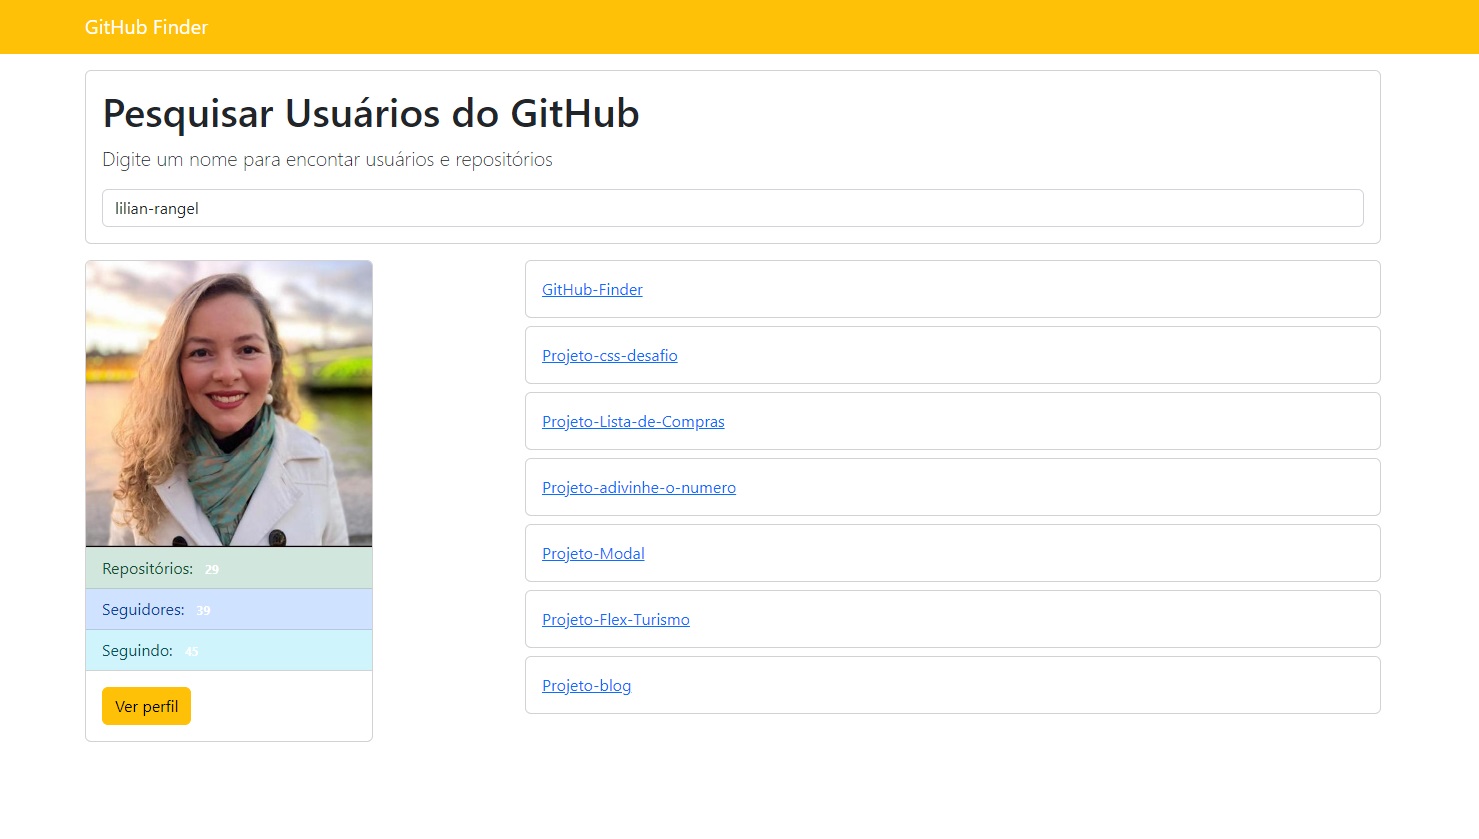 GitHub Finder
Pesquisar Usuários do GitHub
Digite um nome para encontar usuários e repositórios
lilian-rangel
Repositórios: 29
Seguidores: 39
Seguindo: 45
Ver perfil
GitHub-Finder
Projeto-css-desafio
Projeto-Lista-de-Compras
Projeto-adivinhe-o-numero
Projeto-Modal
Projeto-Flex-Turismo
Projeto-blog